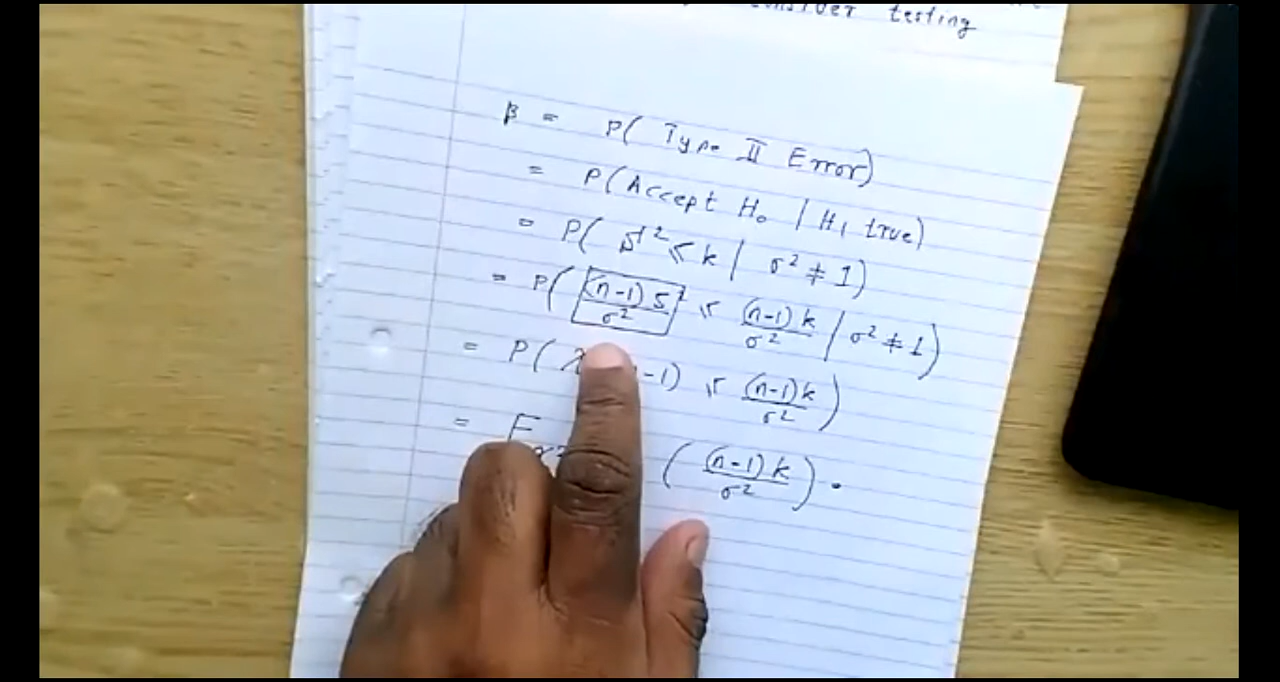 consider testing
β = P( Type II Error)
= P(Accept H₀ | H₁ true)
= P( S² ≤ k | σ² ≠ 1)
= P( (n-1)S²/σ² ≤ (n-1)k/σ² | σ² ≠ 1)
= P( -1) ≤ (n-1)k/σ² )
= F ( (n-1)k/σ² ) .